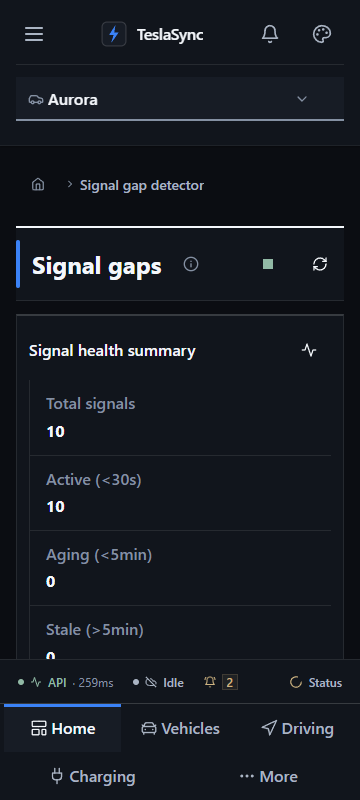 TeslaSync
Aurora
Signal gap detector
Signal gaps
Signal health summary
Total signals
10
Active (<30s)
10
Aging (<5min)
0
Stale (>5min)
0
API · 259ms Idle 2 Status
Home Vehicles Driving
Charging More